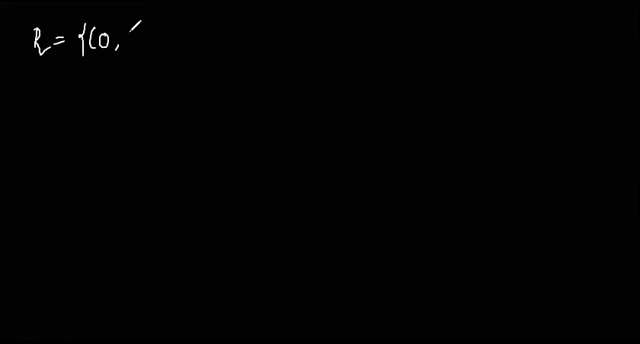 R = {(0,